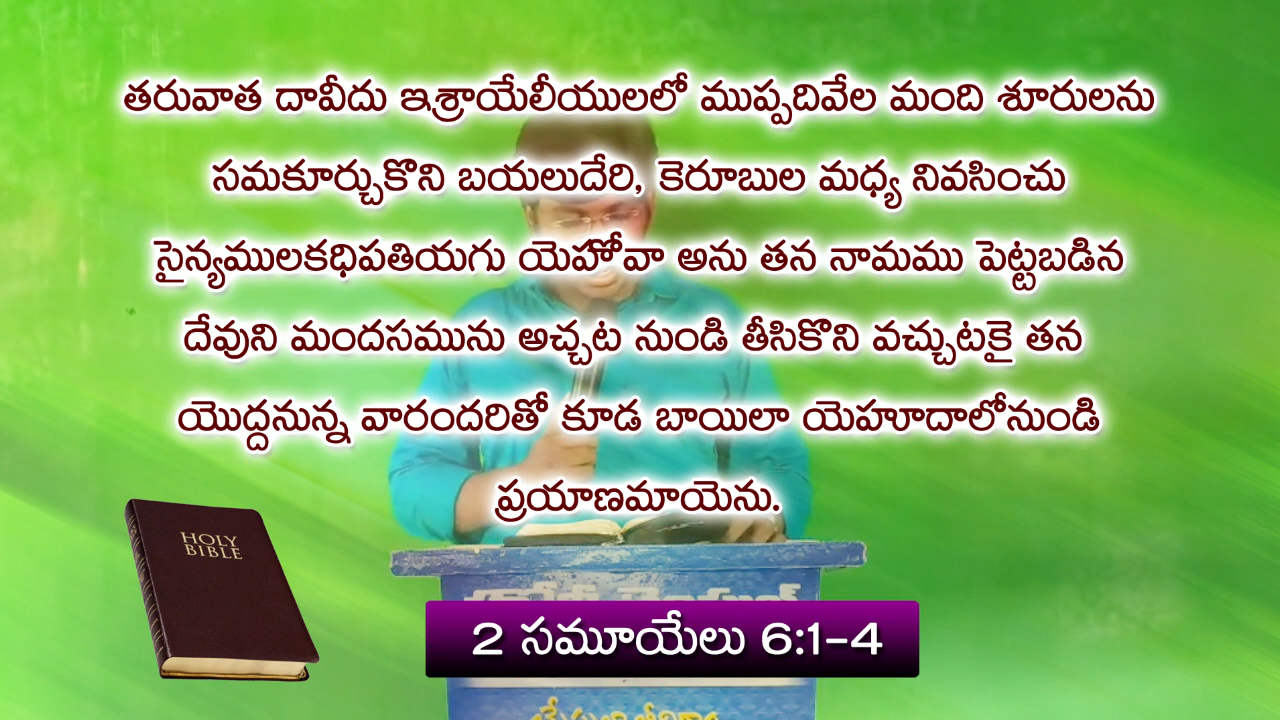 తరువాత దావీదు ఇశ్రాయేలీయులలో ముప్పదివేల మంది శూరులను
సమకూర్చుకొని బయలుదేరి, కెరూబుల మధ్య నివసించు
సైన్యములకధిపతియగు యెహోవా అను తన నామము పెట్టబడిన
దేవుని మందసమును అచ్చట నుండి తీసికొని వచ్చుటకై తన
యొద్దనున్న వారందరితో కూడ బాయిలా యెహూదాలోనుండి
ప్రయాణమాయెను.
HOLY
BIBLE
2 సమూయేలు 6:1-4